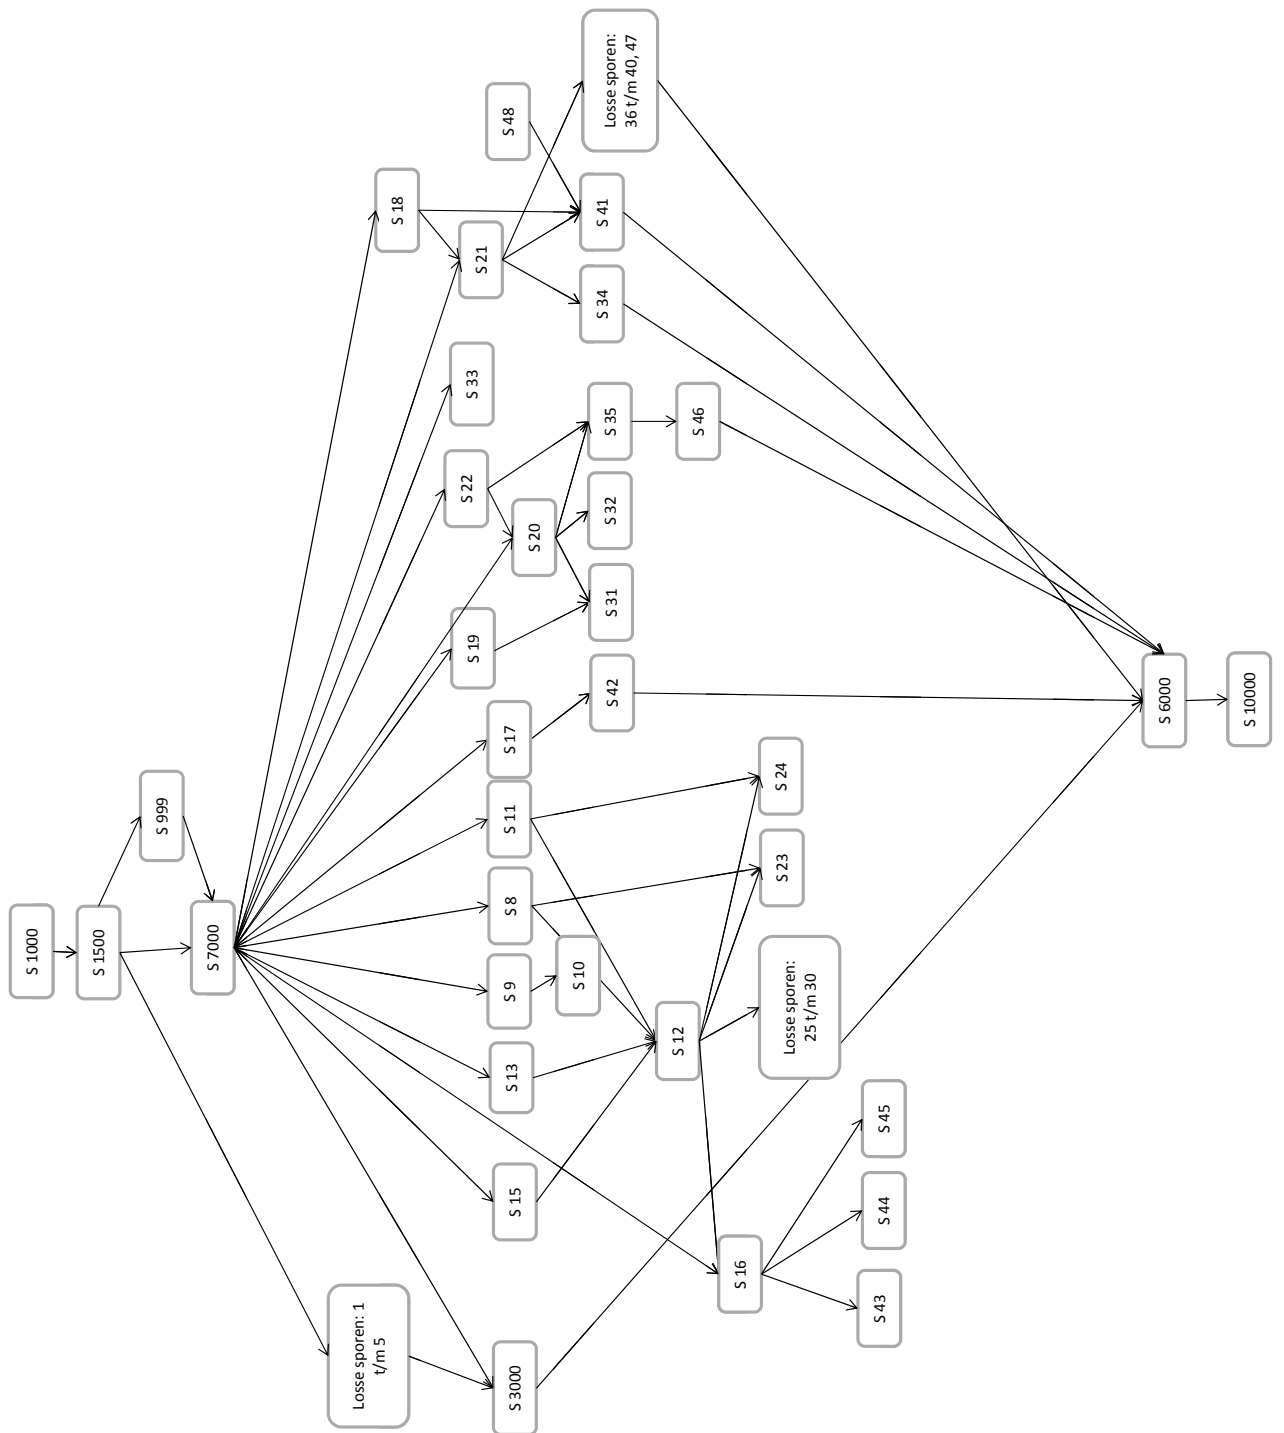 S 1000
S 1500
S 999
S 7000
S 18
S 48
Losse sporen:
36 t/m 40, 47
S 21
S 41
S 34
S 33
S 22
S 35
S 46
S 20
S 32
S 19
S 31
S 17
S 42
S 11
S 24
S 8
S 23
S 9
S 10
S 13
S 12
Losse sporen:
25 t/m 30
S 15
S 16
S 45
S 44
S 43
Losse sporen: 1
t/m 5
S 3000
S 6000
S 10000